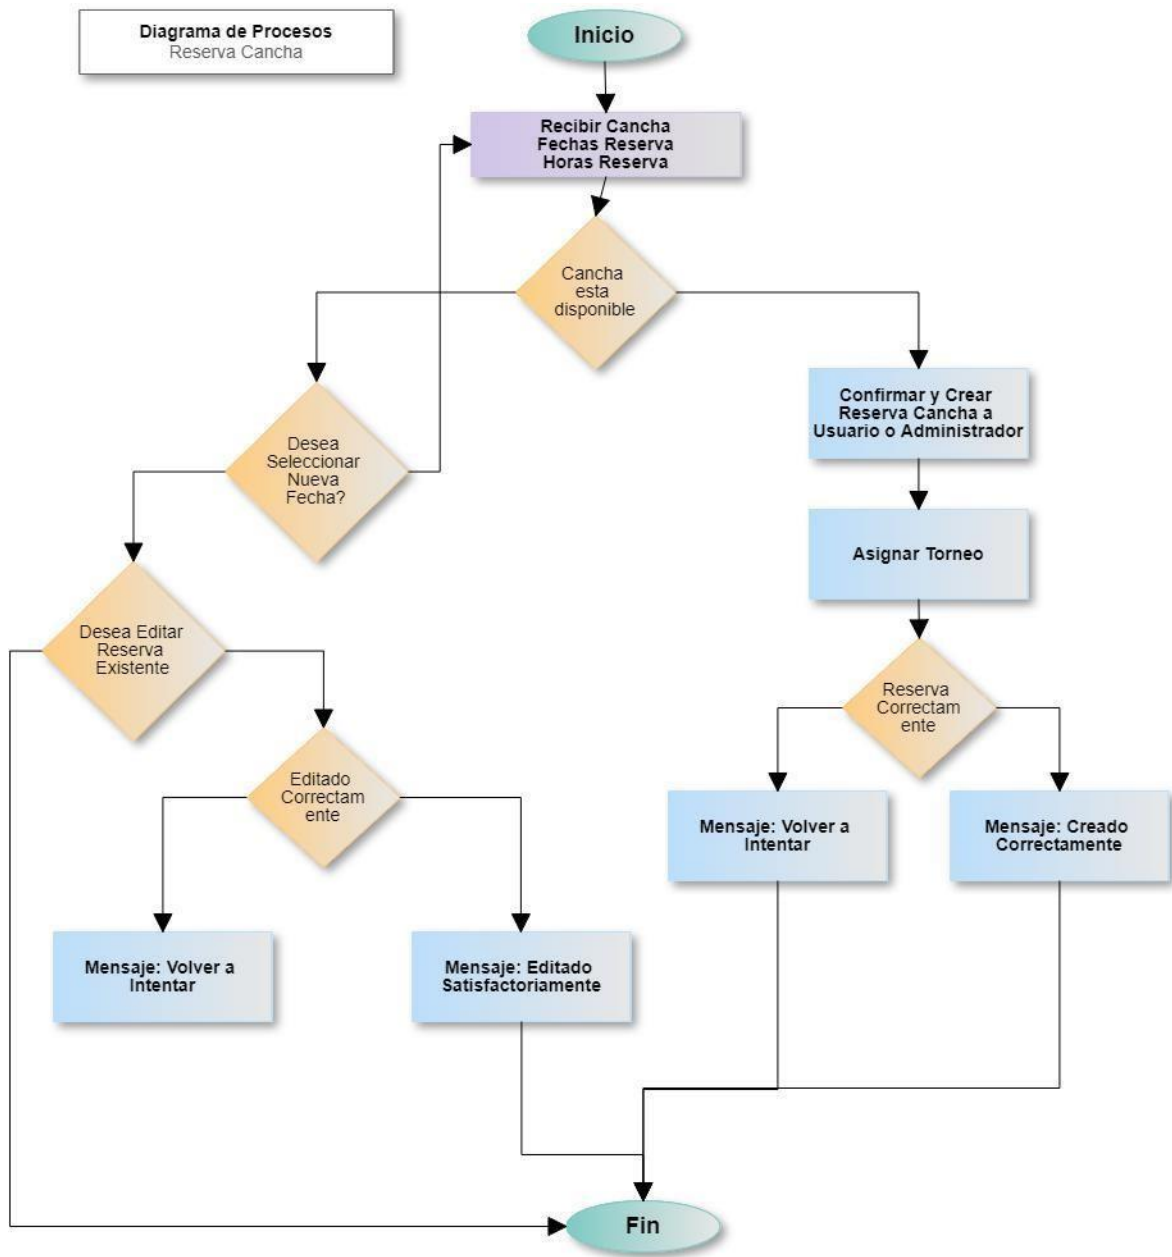 Diagrama de Procesos
Reserva Cancha
Inicio
Recibir Cancha
Fechas Reserva
Horas Reserva
Cancha
esta
disponible
Confirmar y Crear
Reserva Cancha a
Usuario o Administrador
Desea
Seleccionar
Nueva
Fecha?
Asignar Torneo
Desea Editar
Reserva
Existente
Reserva
Correctam
ente
Editado
Correctam
ente
Mensaje: Volver a
Intentar
Mensaje: Creado
Correctamente
Mensaje: Volver a
Intentar
Mensaje: Editado
Satisfactoriamente
Fin